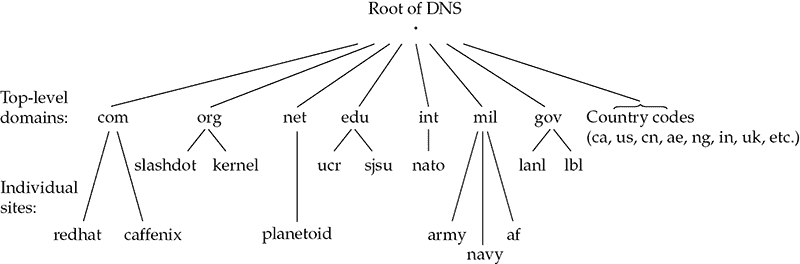 Root of DNS
.
Top-level
domains:
com org net edu int mil gov Country codes
(ca, us, cn, ae, ng, in, uk, etc.)
slashdot kernel ucr sjsu nato lanl lbl
Individual
sites:
redhat caffenix planetoid army af
navy